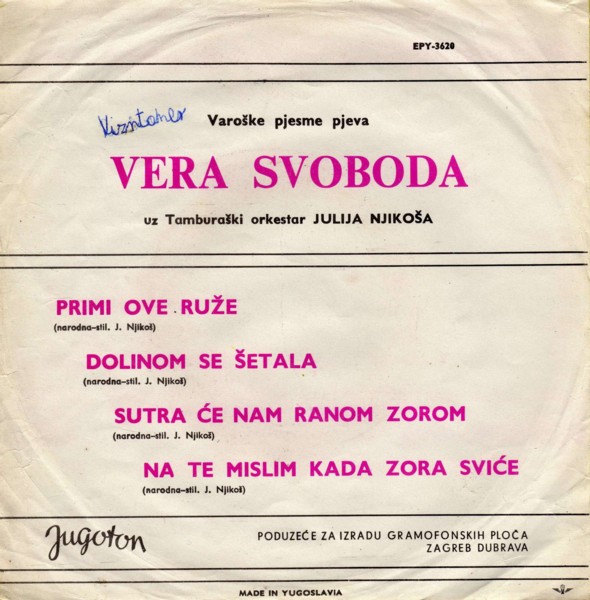 EPY-3620
Varoške pjesme pjeva
VERA SVOBODA
uz Tamburaški orkestar JULIJA NJIKOŠA
PRIMI OVE RUŽE
(narodna-stil. J. Njikoš)
DOLINOM SE ŠETALA
(narodna-stil. J. Njikoš)
SUTRA ĆE NAM RANOM ZOROM
(narodna-stil. J. Njikoš)
NA TE MISLIM KADA ZORA SVIĆE
(narodna-stil. J. Njikoš)
Jugoton
PODUZEĆE ZA IZRADU GRAMOFONSKIH PLOČA
ZAGREB DUBRAVA
MADE IN YUGOSLAVIA